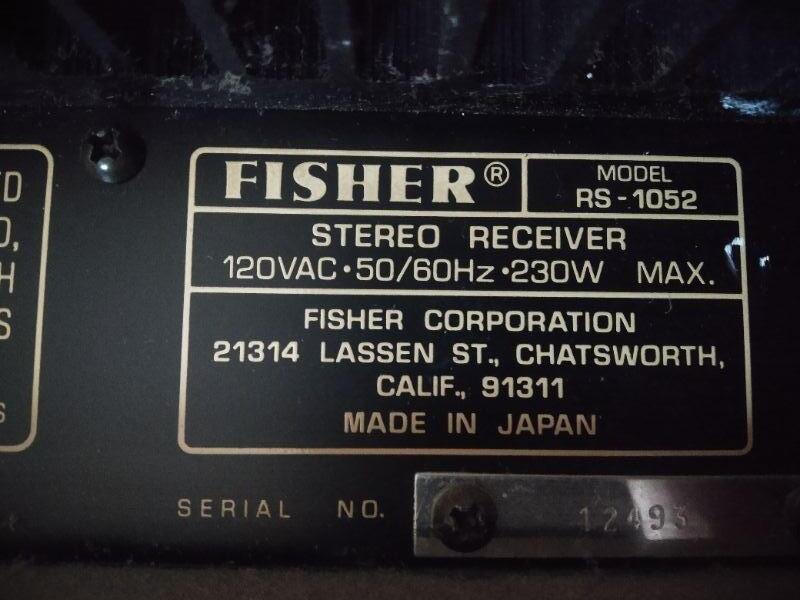 FISHER®
MODEL
RS-1052
STEREO RECEIVER
120VAC·50/60Hz·230W MAX.
FISHER CORPORATION
21314 LASSEN ST., CHATSWORTH,
CALIF., 91311
MADE IN JAPAN
SERIAL NO. 12493